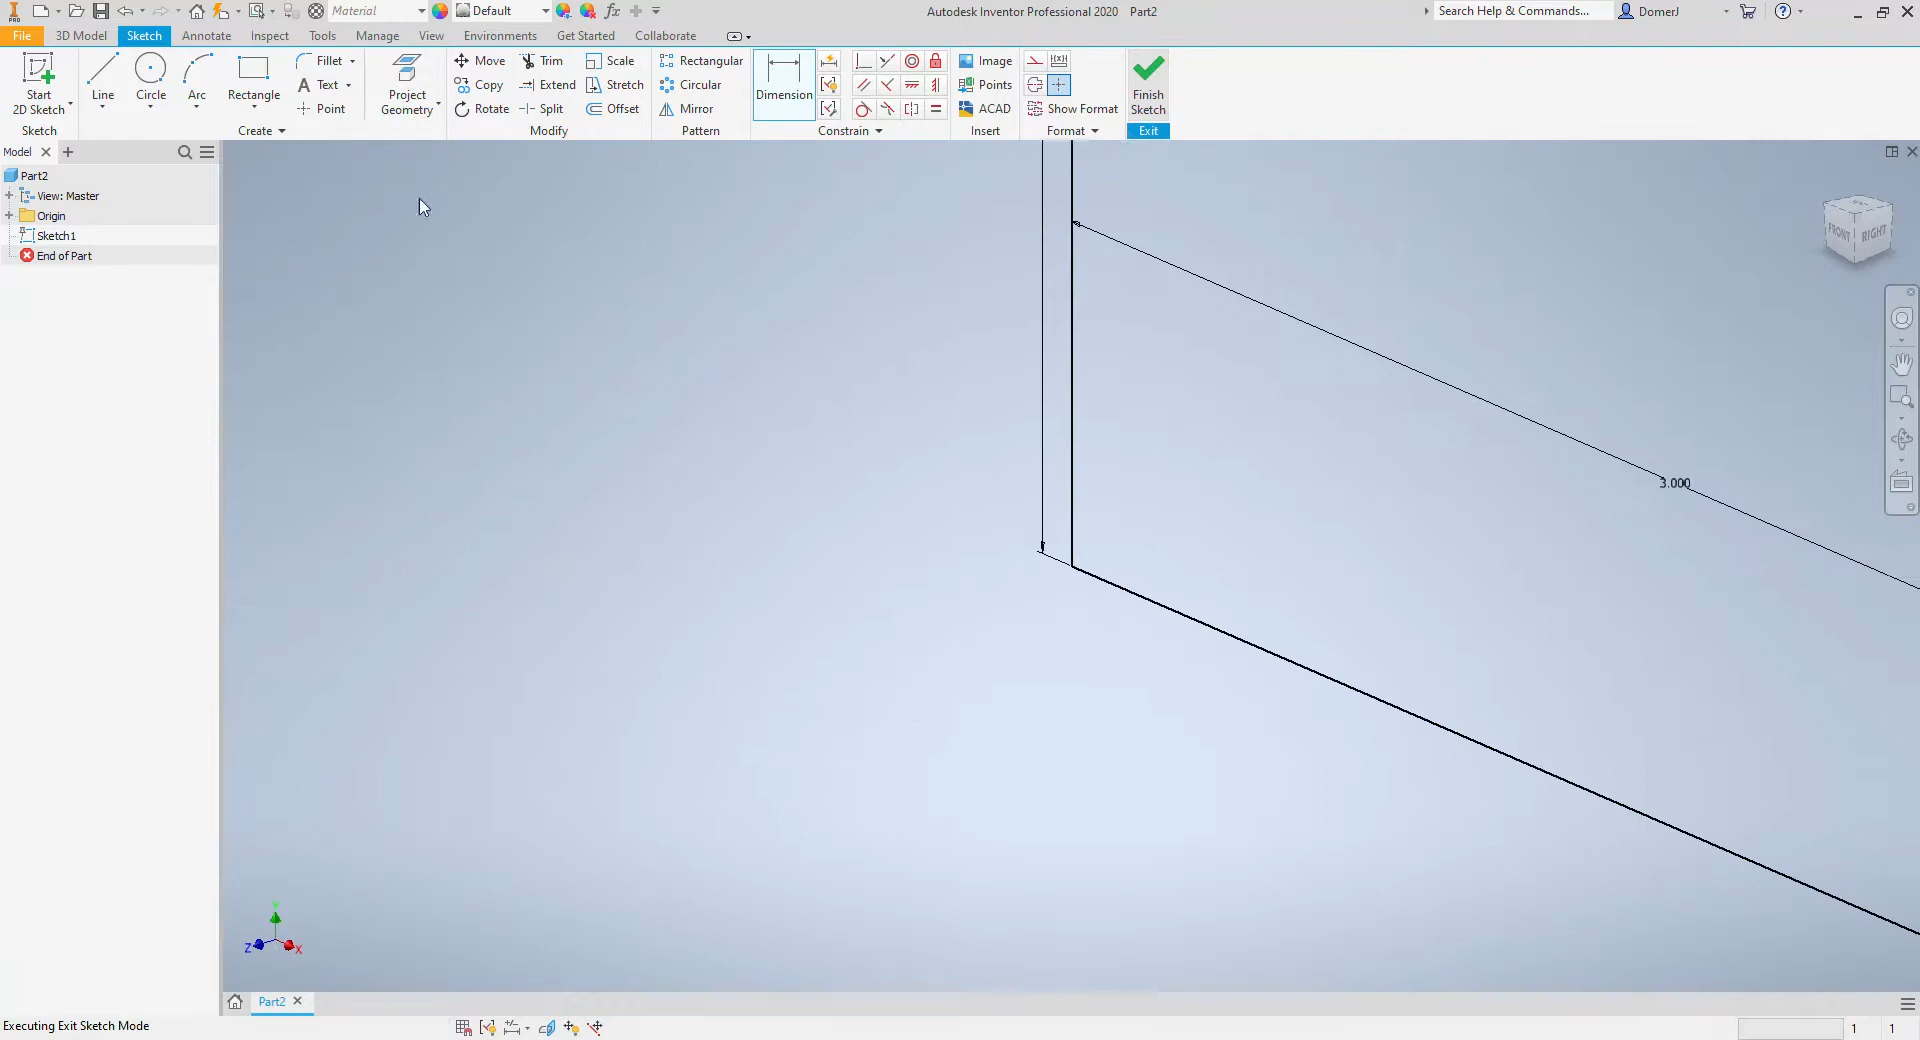 Material
Default
Autodesk Inventor Professional 2020 Part2
Search Help & Commands...
DomerJ
File 3D Model Sketch Annotate Inspect Tools Manage View Environments Get Started Collaborate
Start
2D Sketch
Line
Circle
Arc
Rectangle
Fillet
Text
Point
Project
Geometry
Move
Copy
Rotate
Trim
Extend
Split
Scale
Stretch
Offset
Rectangular
Circular
Mirror
Dimension
Image
Points
ACAD
Show Format
Finish
Sketch
Sketch Create Modify Pattern Constrain Insert Format Exit
Model
Part2
View: Master
Origin
Sketch1
End of Part
FRONT RIGHT
3.000
Y
Z X
Part2
Executing Exit Sketch Mode
1 1